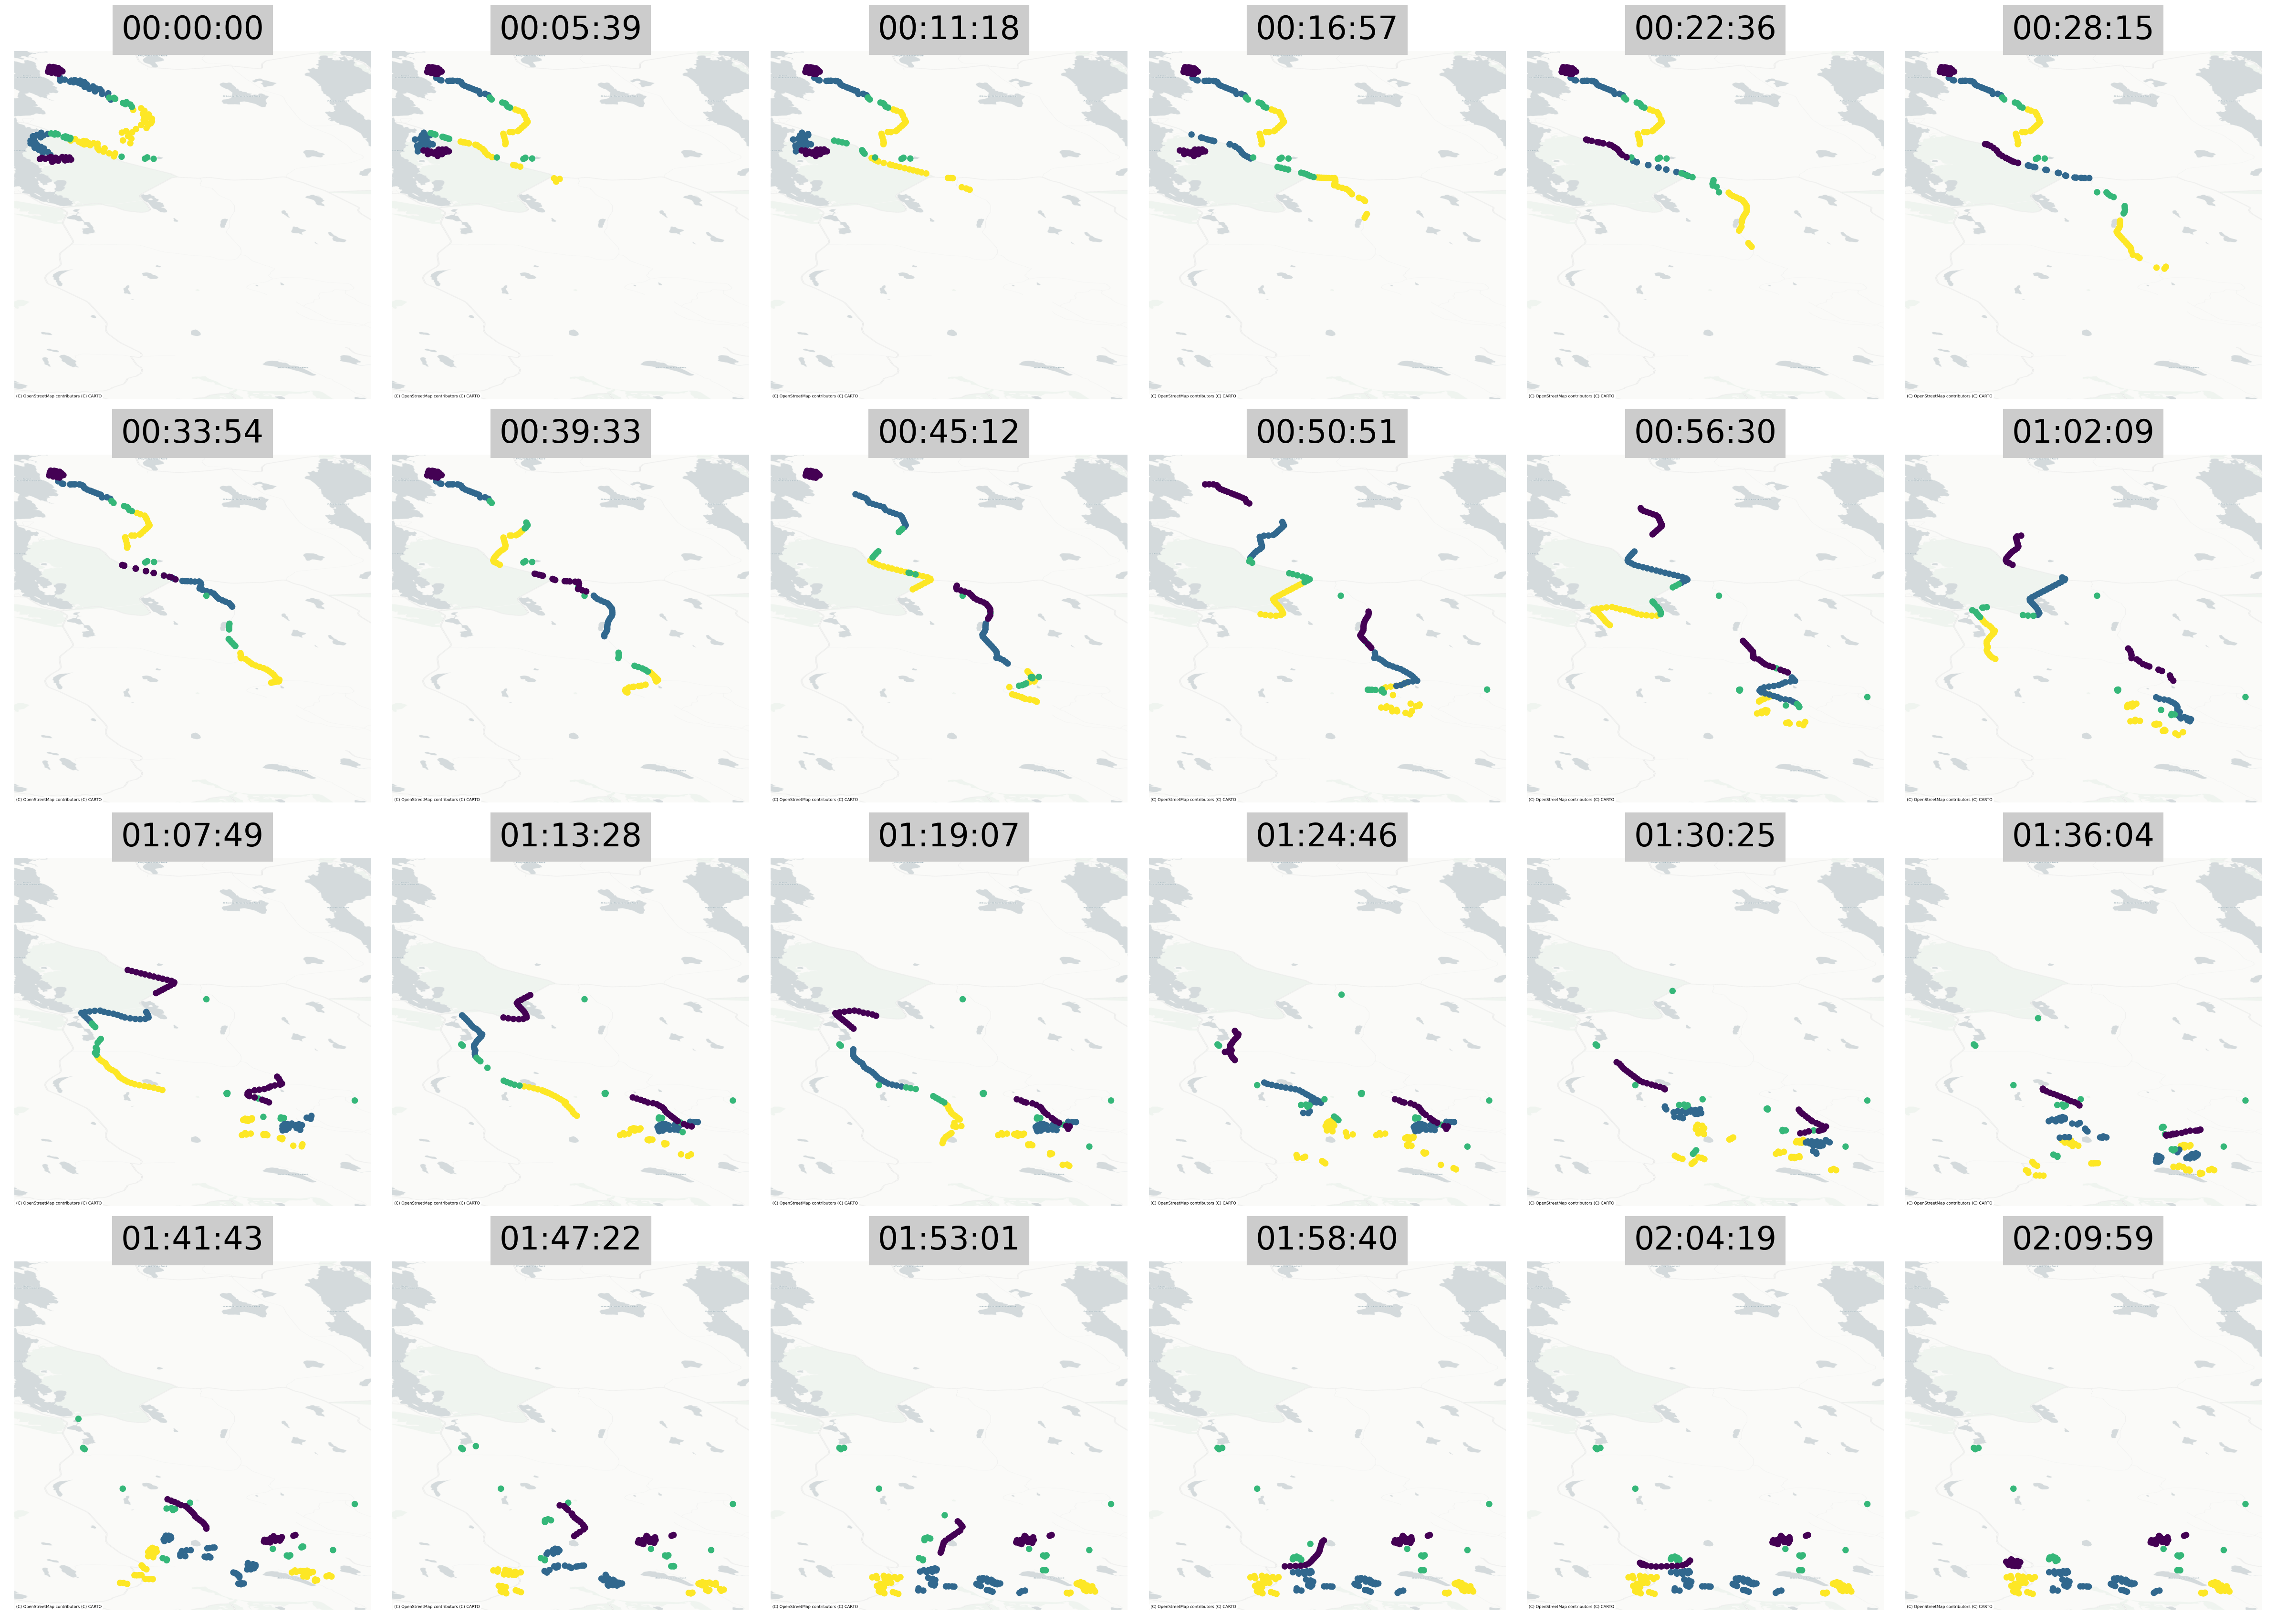 00:00:00
00:05:39
00:11:18
00:16:57
00:22:36
00:28:15
(C) OpenStreetMap contributors (C) CARTO
(C) OpenStreetMap contributors (C) CARTO
(C) OpenStreetMap contributors (C) CARTO
(C) OpenStreetMap contributors (C) CARTO
(C) OpenStreetMap contributors (C) CARTO
(C) OpenStreetMap contributors (C) CARTO
00:33:54
00:39:33
00:45:12
00:50:51
00:56:30
01:02:09
(C) OpenStreetMap contributors (C) CARTO
(C) OpenStreetMap contributors (C) CARTO
(C) OpenStreetMap contributors (C) CARTO
(C) OpenStreetMap contributors (C) CARTO
(C) OpenStreetMap contributors (C) CARTO
(C) OpenStreetMap contributors (C) CARTO
01:07:49
01:13:28
01:19:07
01:24:46
01:30:25
01:36:04
(C) OpenStreetMap contributors (C) CARTO
(C) OpenStreetMap contributors (C) CARTO
(C) OpenStreetMap contributors (C) CARTO
(C) OpenStreetMap contributors (C) CARTO
(C) OpenStreetMap contributors (C) CARTO
(C) OpenStreetMap contributors (C) CARTO
01:41:43
01:47:22
01:53:01
01:58:40
02:04:19
02:09:59
(C) OpenStreetMap contributors (C) CARTO
(C) OpenStreetMap contributors (C) CARTO
(C) OpenStreetMap contributors (C) CARTO
(C) OpenStreetMap contributors (C) CARTO
(C) OpenStreetMap contributors (C) CARTO
(C) OpenStreetMap contributors (C) CARTO